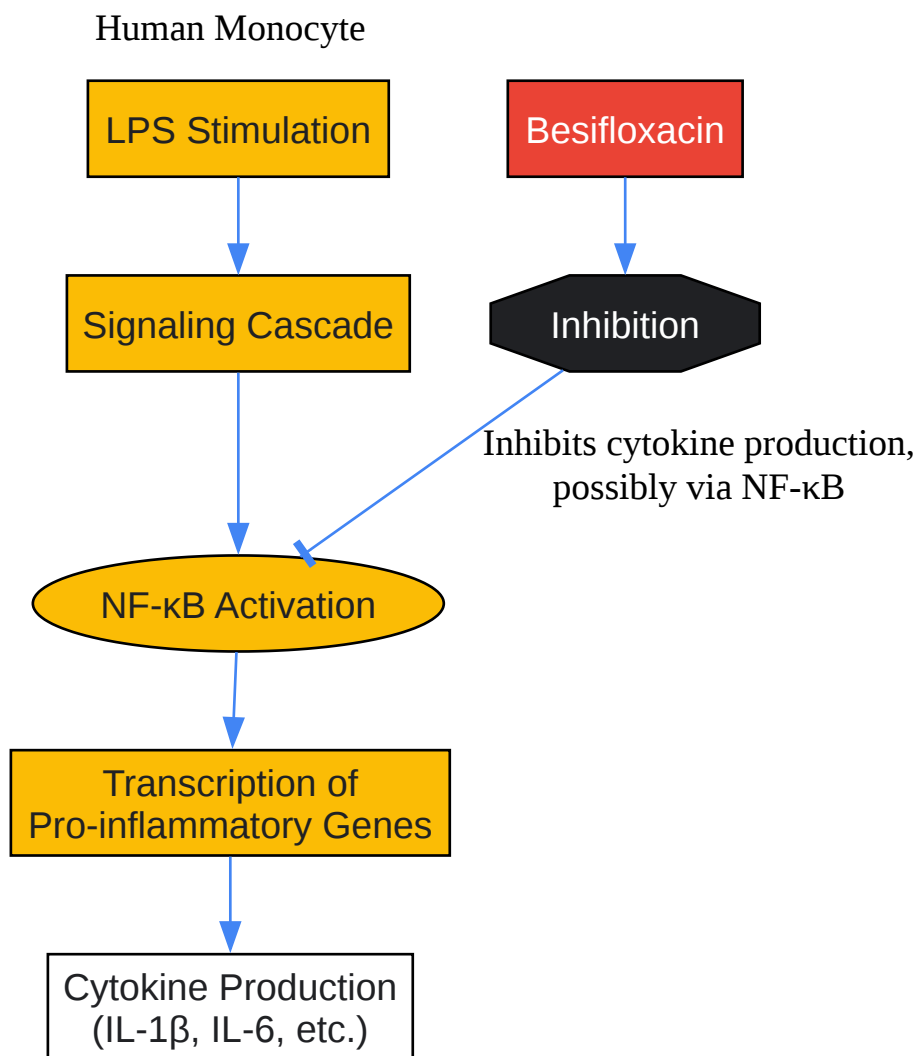 Human Monocyte
LPS Stimulation
Besifloxacin
Signaling Cascade
Inhibition
Inhibits cytokine production,
possibly via NF-κB
NF-κB Activation
Transcription of
Pro-inflammatory Genes
Cytokine Production
(IL-1β, IL-6, etc.)